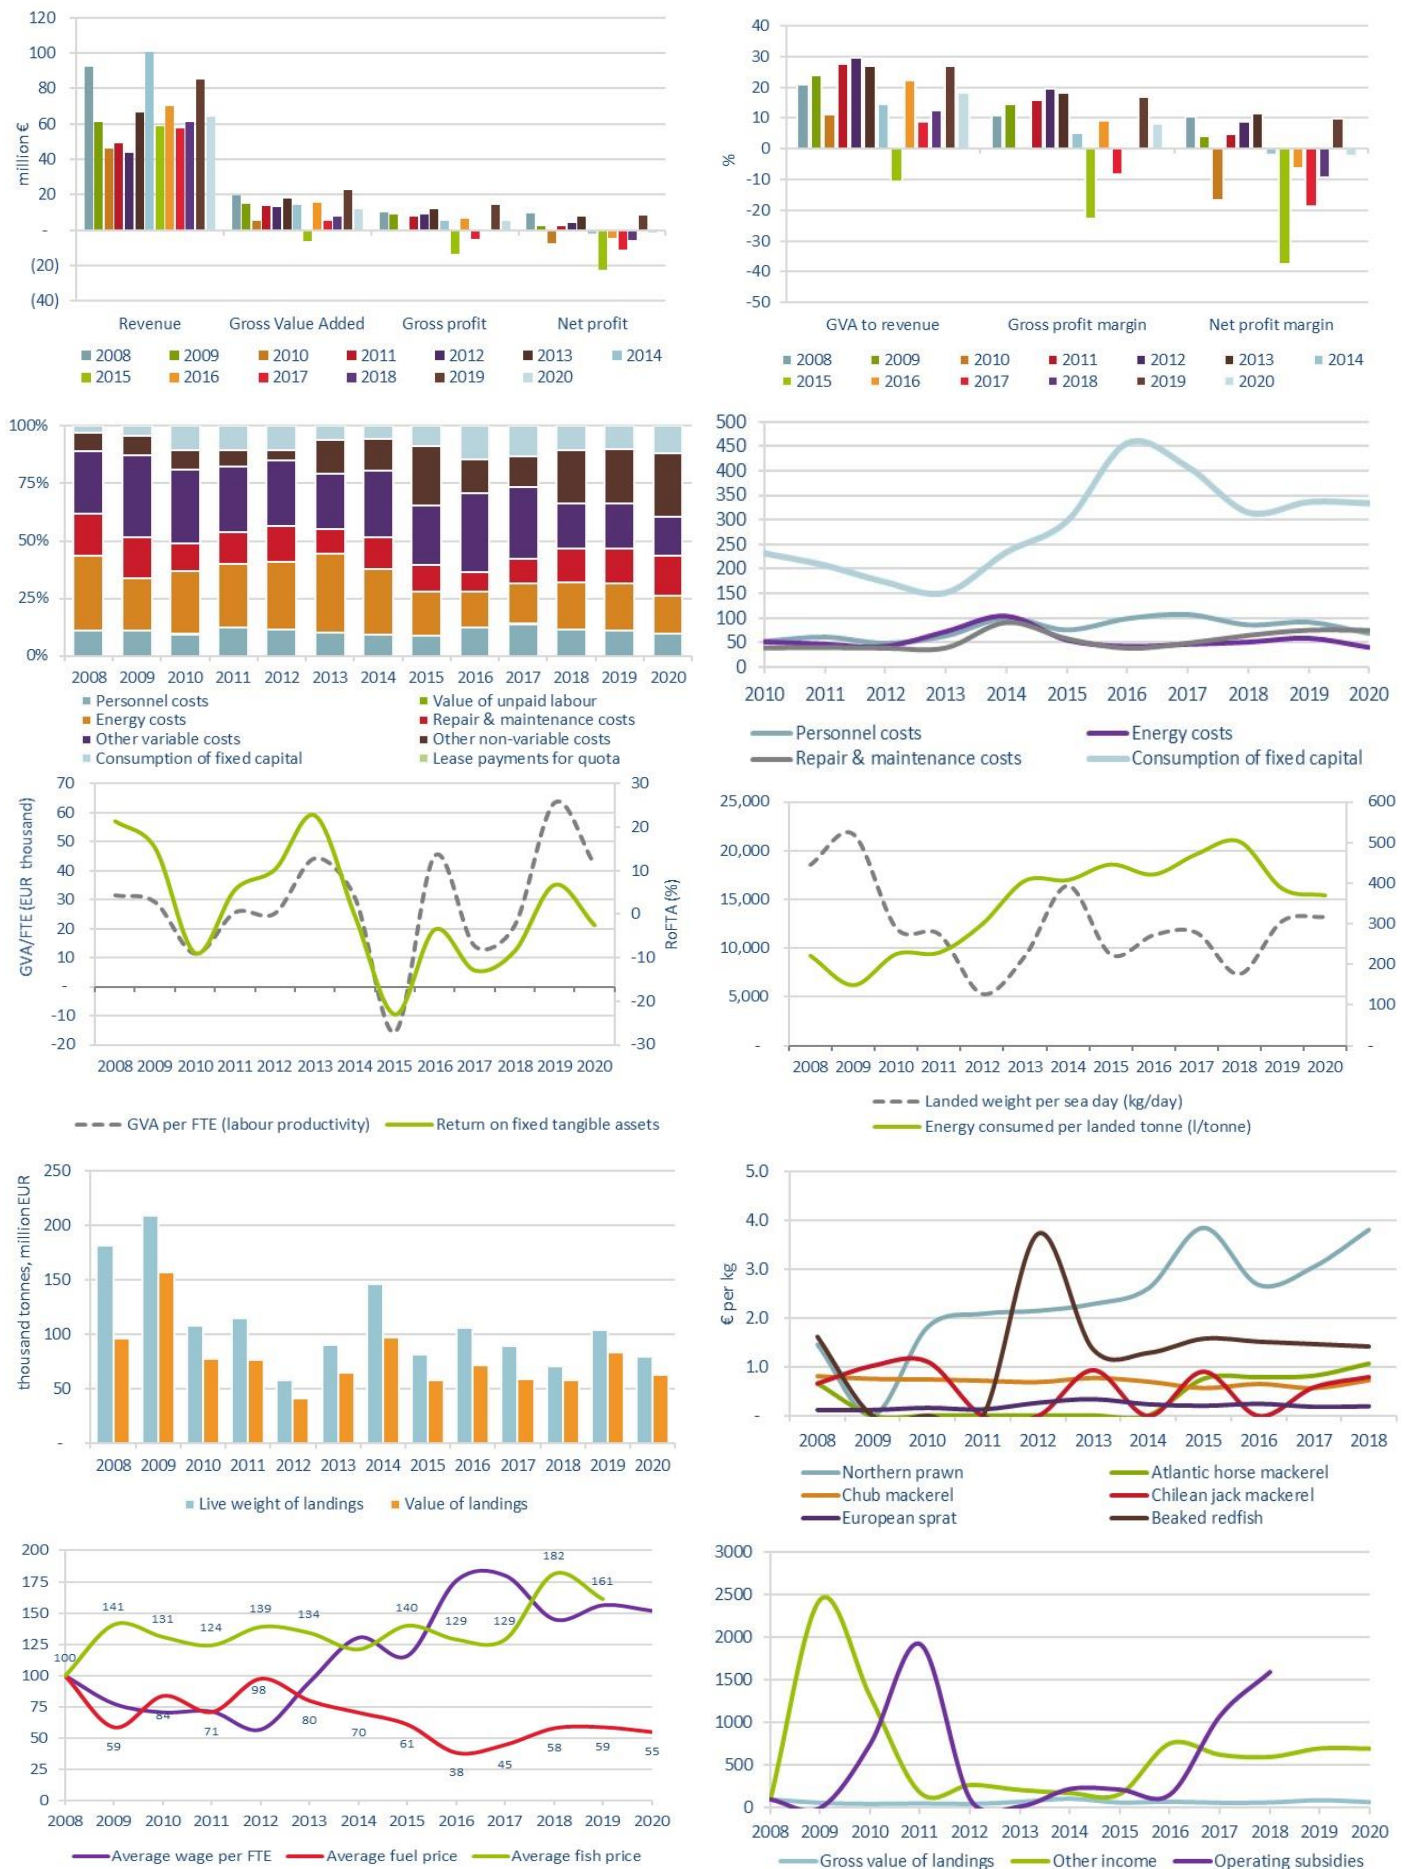 120
100
80
60
40
20
-
(20)
(40)
million €
Revenue Gross Value Added Gross profit Net profit
2008 2009 2010 2011 2012 2013 2014
2015 2016 2017 2018 2019 2020
40
30
20
10
0
-10
-20
-30
-40
-50
%
GVA to revenue Gross profit margin Net profit margin
2008 2009 2010 2011 2012 2013 2014
2015 2016 2017 2018 2019 2020
100%
75%
50%
25%
0%
2008 2009 2010 2011 2012 2013 2014 2015 2016 2017 2018 2019 2020
Personnel costs Value of unpaid labour
Energy costs Repair & maintenance costs
Other variable costs Other non-variable costs
Consumption of fixed capital Lease payments for quota
500
450
400
350
300
250
200
150
100
50
0
2010 2011 2012 2013 2014 2015 2016 2017 2018 2019 2020
Personnel costs Energy costs
Repair & maintenance costs Consumption of fixed capital
70
60
50
40
30
20
10
-
-10
-20
GVA/FTE (EUR thousand)
30
20
10
0
-10
-20
-30
RoFTA (%)
2008 2009 2010 2011 2012 2013 2014 2015 2016 2017 2018 2019 2020
GVA per FTE (labour productivity) Return on fixed tangible assets
25,000
20,000
15,000
10,000
5,000
-
600
500
400
300
200
100
-
2008 2009 2010 2011 2012 2013 2014 2015 2016 2017 2018 2019 2020
Landed weight per sea day (kg/day)
Energy consumed per landed tonne (l/tonne)
250
200
150
100
50
-
thousand tonnes, million EUR
2008 2009 2010 2011 2012 2013 2014 2015 2016 2017 2018 2019 2020
Live weight of landings Value of landings
5.0
4.0
3.0
2.0
1.0
-
€ per kg
2008 2009 2010 2011 2012 2013 2014 2015 2016 2017 2018
Northern prawn Atlantic horse mackerel
Chub mackerel Chilean jack mackerel
European sprat Beaked redfish
200
175
150
125
100
75
50
25
0
100 141 131 124 139 134 140 129 129 182 161
59 84 71 98 80 70 61 38 45 58 59 55
2008 2009 2010 2011 2012 2013 2014 2015 2016 2017 2018 2019 2020
Average wage per FTE Average fuel price Average fish price
3000
2500
2000
1500
1000
500
0
2008 2009 2010 2011 2012 2013 2014 2015 2016 2017 2018 2019 2020
Gross value of landings Other income Operating subsidies